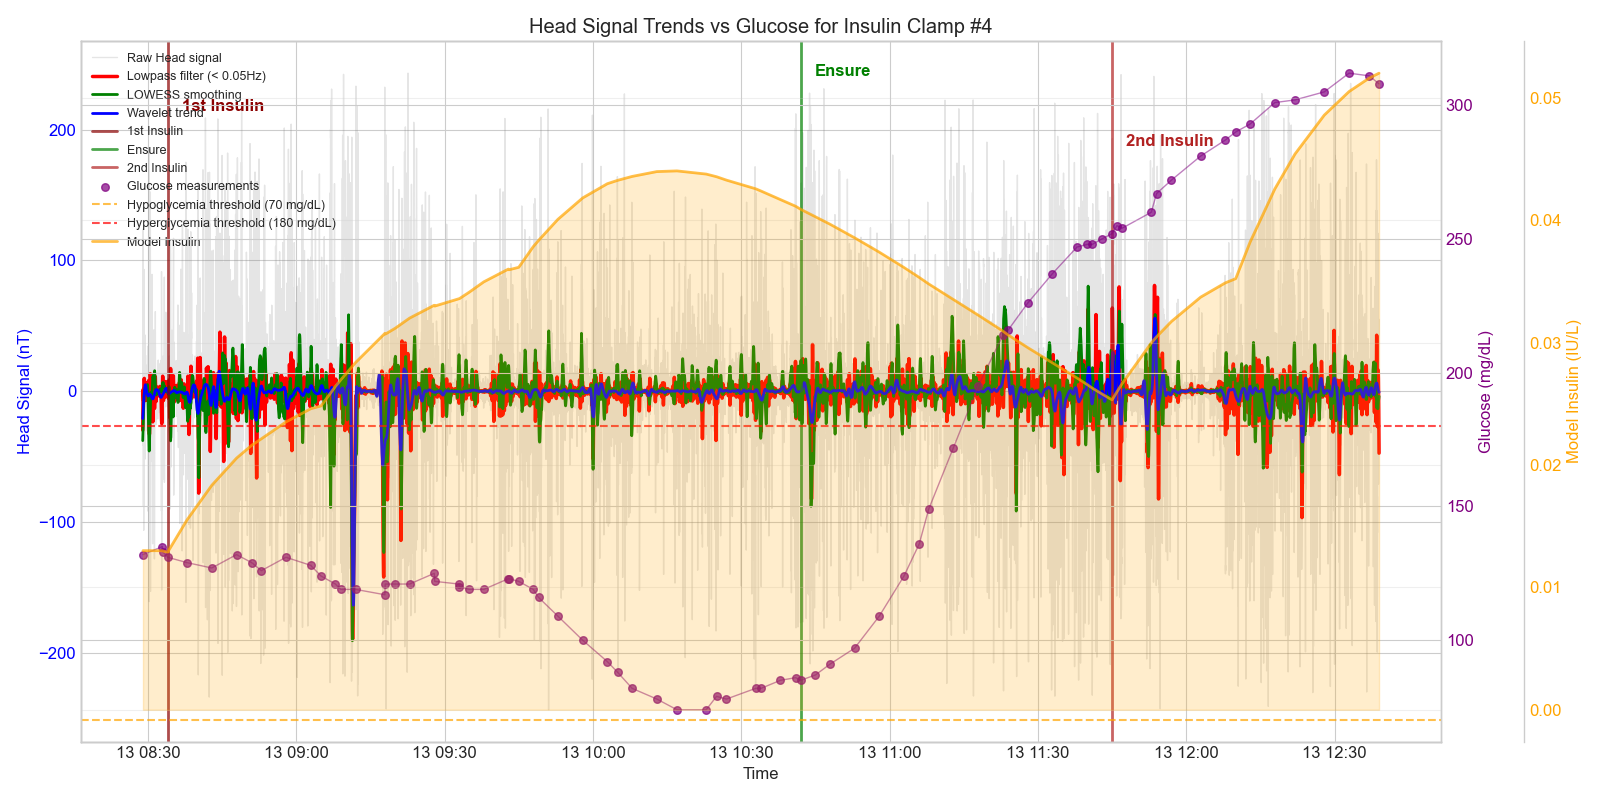 Head Signal Trends vs Glucose for Insulin Clamp #4
Raw Head signal
Lowpass filter (< 0.05Hz)
LOWESS smoothing
Wavelet trend
1st Insulin
Ensure
2nd Insulin
Glucose measurements
Hypoglycemia threshold (70 mg/dL)
Hyperglycemia threshold (180 mg/dL)
Model Insulin
1st Insulin
Ensure
2nd Insulin
Head Signal (nT)
200
100
0
−100
−200
300
250
200
150
100
Glucose (mg/dL)
0.05
0.04
0.03
0.02
0.01
0.00
Model Insulin (IU/L)
13 08:30
13 09:00
13 09:30
13 10:00
13 10:30
13 11:00
13 11:30
13 12:00
13 12:30
Time